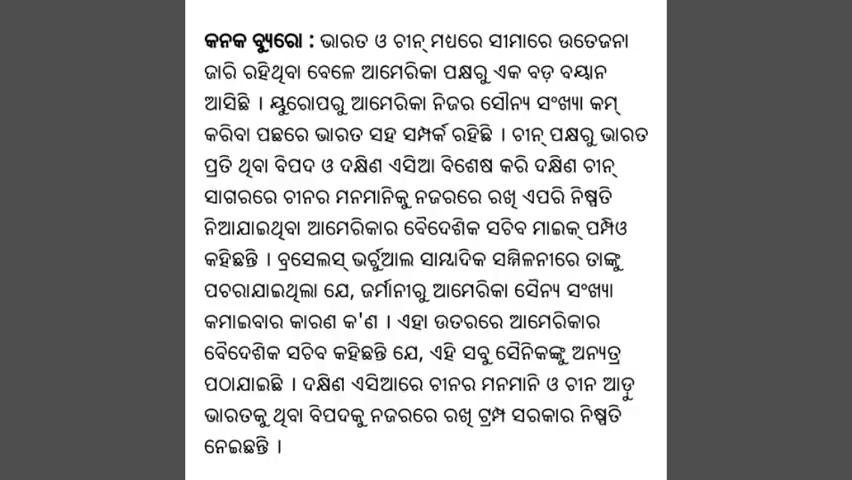 କନକ ବ୍ୟୁରୋ : ଭାରତ ଓ ଚୀନ୍ ମଧ୍ୟରେ ସୀମାରେ ଉତେଜନା
ଜାରି ରହିଥିବା ବେଳେ ଆମେରିକା ପକ୍ଷରୁ ଏକ ବଡ଼ ବୟାନ
ଆସିଛି । ୟୁରୋପରୁ ଆମେରିକା ନିଜର ସୌନ୍ୟ ସଂଖ୍ୟା କମ୍
କରିବା ପଛରେ ଭାରତ ସହ ସମ୍ପର୍କ ରହିଛି । ଚୀନ୍ ପକ୍ଷରୁ ଭାରତ
ପ୍ରତି ଥିବା ବିପଦ ଓ ଦକ୍ଷିଣ ଏସିଆ ବିଶେଷ କରି ଦକ୍ଷିଣ ଚୀନ୍
ସାଗରରେ ଚୀନର ମନମାନିକୁ ନଜରରେ ରଖି ଏପରି ନିଷ୍ପତି
ନିଆଯାଇଥିବା ଆମେରିକାର ବୈଦେଶିକ ସଚିବ ମାଇକ୍ ପମ୍ପିଓ
କହିଛନ୍ତି । ବ୍ରସେଲସ୍ ଭର୍ଚୁଆଲ ସାମ୍ୱାଦିକ ସମ୍ମିଳନୀରେ ତାଙ୍କୁ
ପଚରାଯାଇଥିଲା ଯେ, ଜର୍ମାନୀରୁ ଆମେରିକା ସୈନ୍ୟ ସଂଖ୍ୟା
କମାଇବାର କାରଣ କ'ଣ । ଏହା ଉତରରେ ଆମେରିକାର
ବୈଦେଶିକ ସଚିବ କହିଛନ୍ତି ଯେ, ଏହି ସବୁ ସୈନିକଙ୍କୁ ଅନ୍ୟତ୍ର
ପଠାଯାଇଛି । ଦକ୍ଷିଣ ଏସିଆରେ ଚୀନର ମନମାନି ଓ ଚୀନ ଆଡ଼ୁ
ଭାରତକୁ ଥିବା ବିପଦକୁ ନଜରରେ ରଖି ଟ୍ରମ୍ପ ସରକାର ନିଷ୍ପତି
ନେଇଛନ୍ତି ।